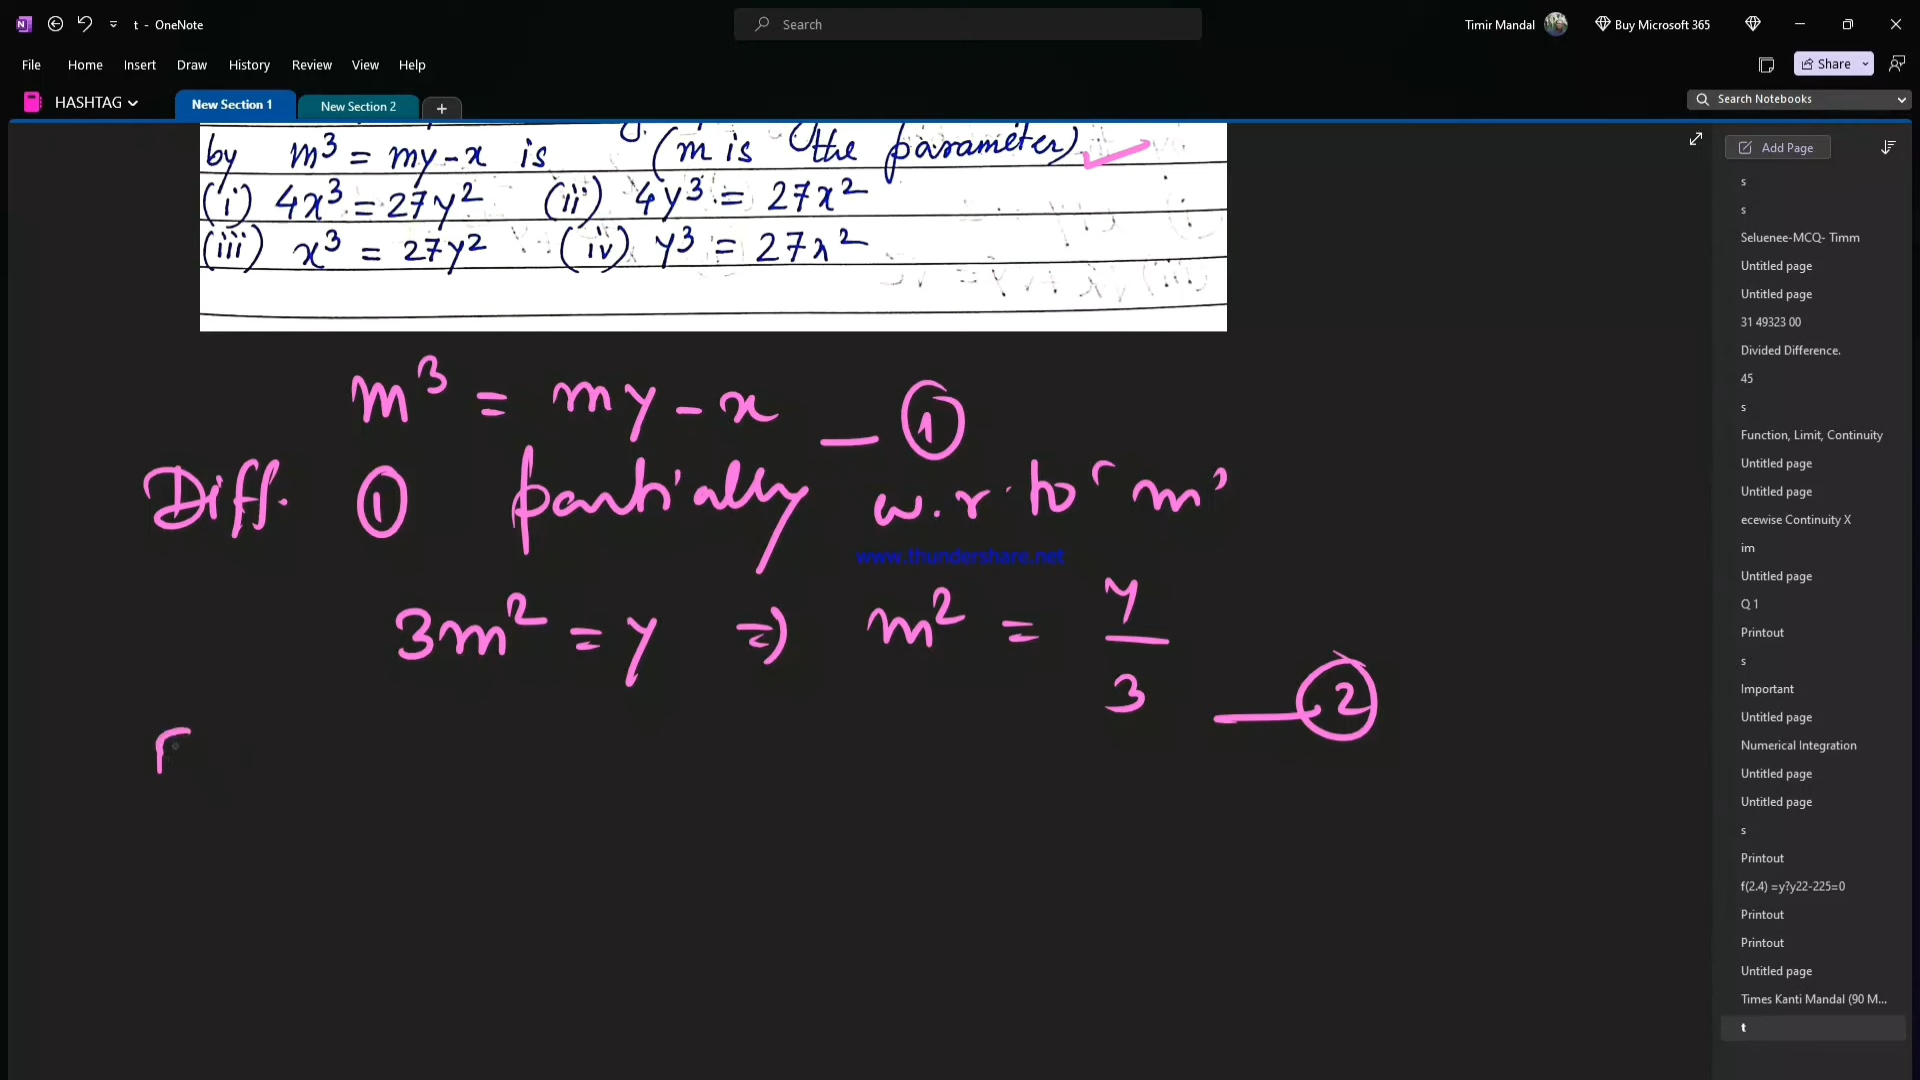 t - OneNote
Search
Timir Mandal
Buy Microsoft 365
File Home Insert Draw History Review View Help
Share
HASHTAG
New Section 1
New Section 2
+
Search Notebooks
Add Page
by m³ = my - x is (m is the parameter)
(i) 4x³ = 27y² (ii) 4y³ = 27x²
(iii) x³ = 27y² (iv) y³ = 27x²
m³ = my - x — ①
Diff. ① partially w.r.to 'm'
www.thundershare.net
3m² = y ⇒ m² = y/3 — ②
s
s
Seluenee-MCQ- Timm
Untitled page
Untitled page
31 49323 00
Divided Difference.
45
s
Function, Limit, Continuity
Untitled page
Untitled page
ecewise Continuity X
im
Untitled page
Q 1
Printout
s
Important
Untitled page
Numerical Integration
Untitled page
Untitled page
s
Printout
f(2.4) =y?y22-225=0
Printout
Printout
Untitled page
Times Kanti Mandal (90 M...
t